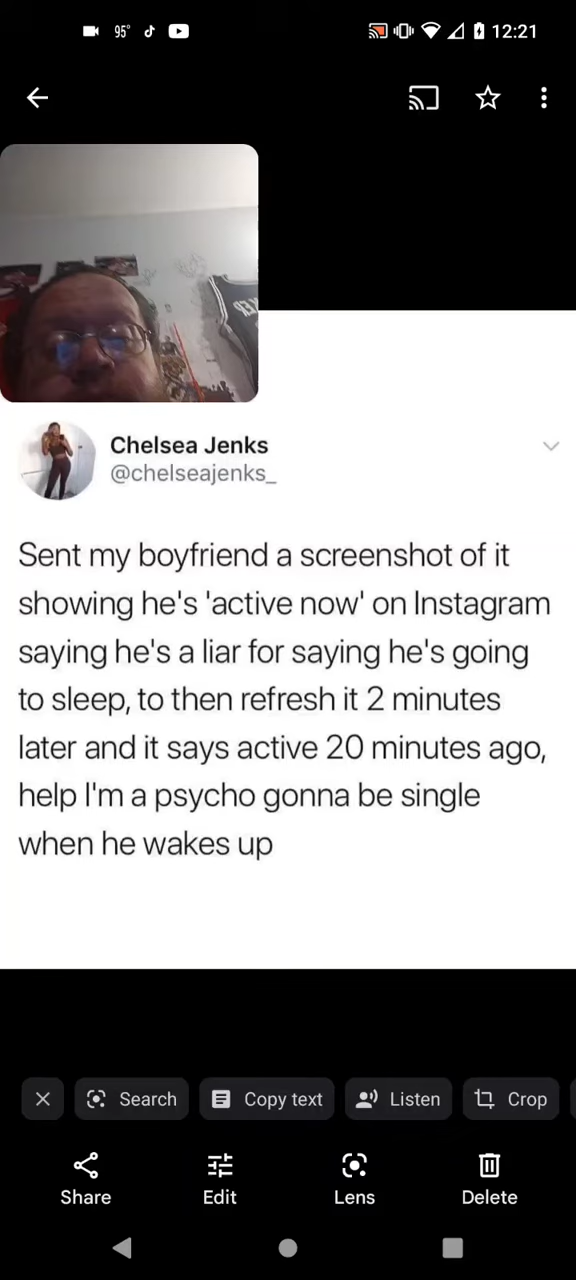 95° 12:21
Chelsea Jenks
@chelseajenks_
Sent my boyfriend a screenshot of it
showing he's 'active now' on Instagram
saying he's a liar for saying he's going
to sleep, to then refresh it 2 minutes
later and it says active 20 minutes ago,
help I'm a psycho gonna be single
when he wakes up
Search Copy text Listen Crop
Share Edit Lens Delete